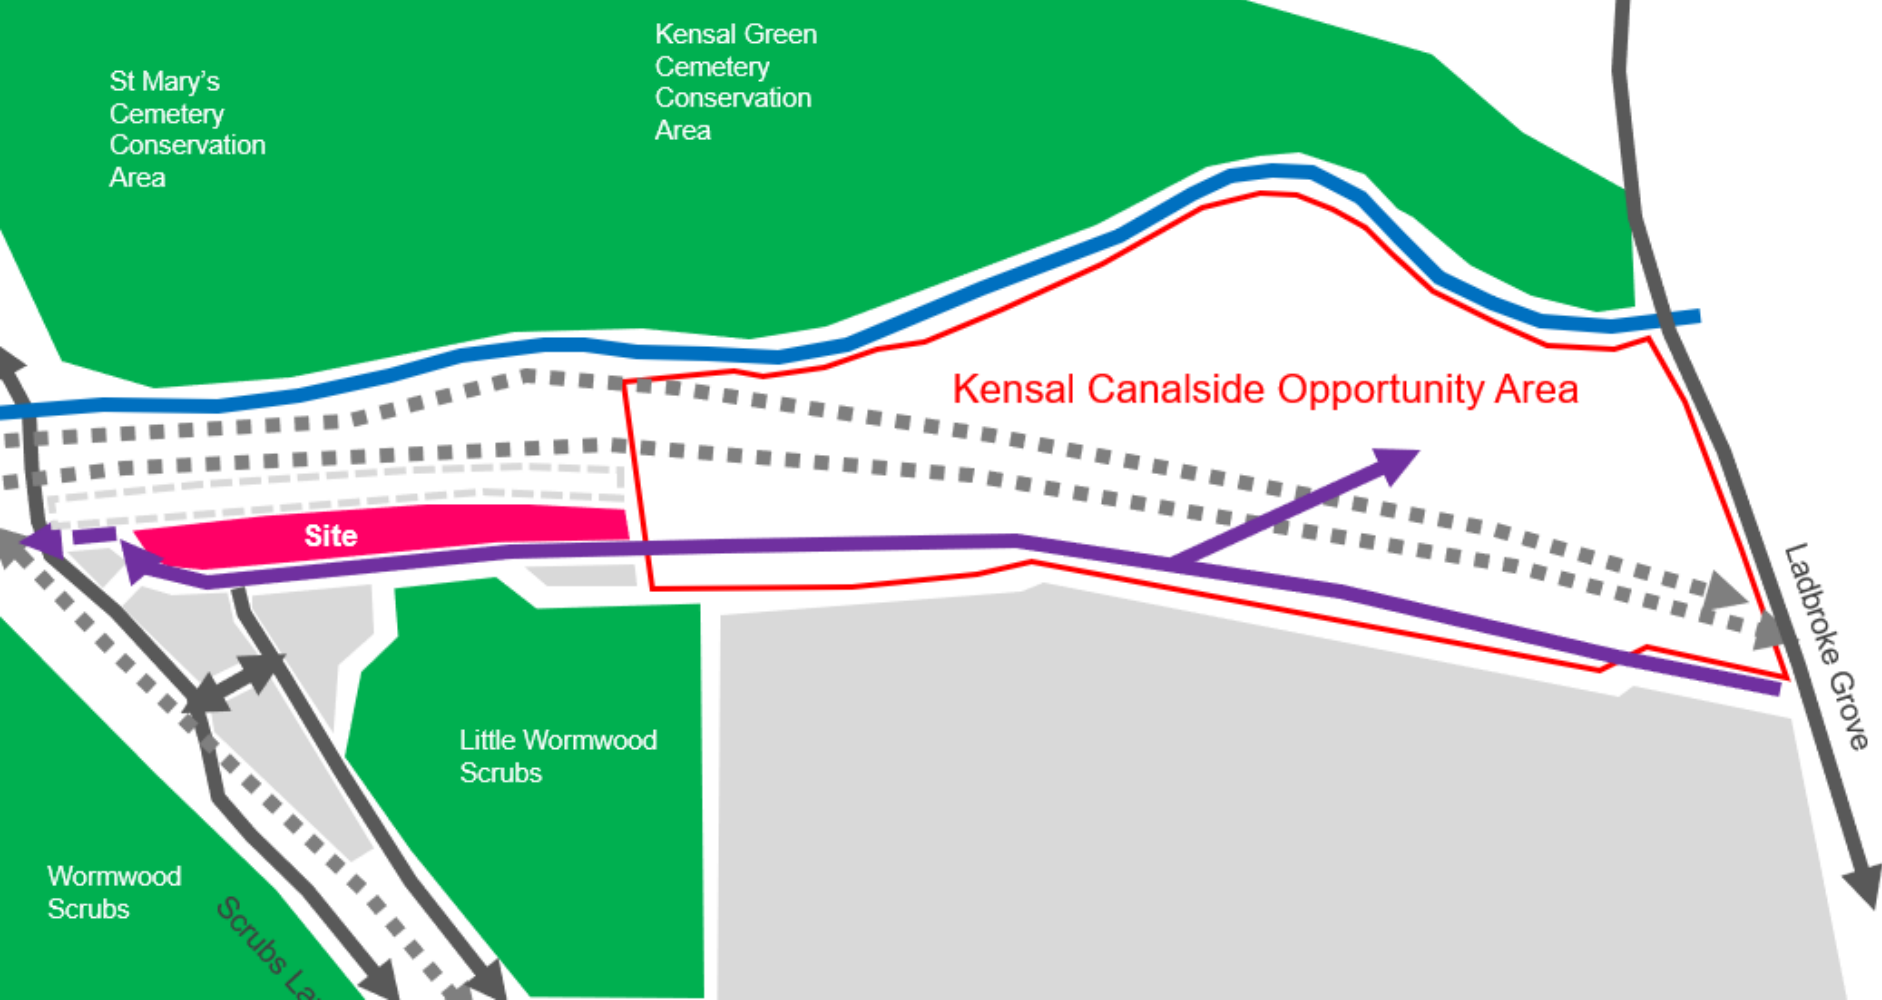 Kensal Green
Cemetery
Conservation
Area
St Mary’s
Cemetery
Conservation
Area
Kensal Canalside Opportunity Area
Site
Ladbroke Grove
Little Wormwood
Scrubs
Wormwood
Scrubs
Scrubs